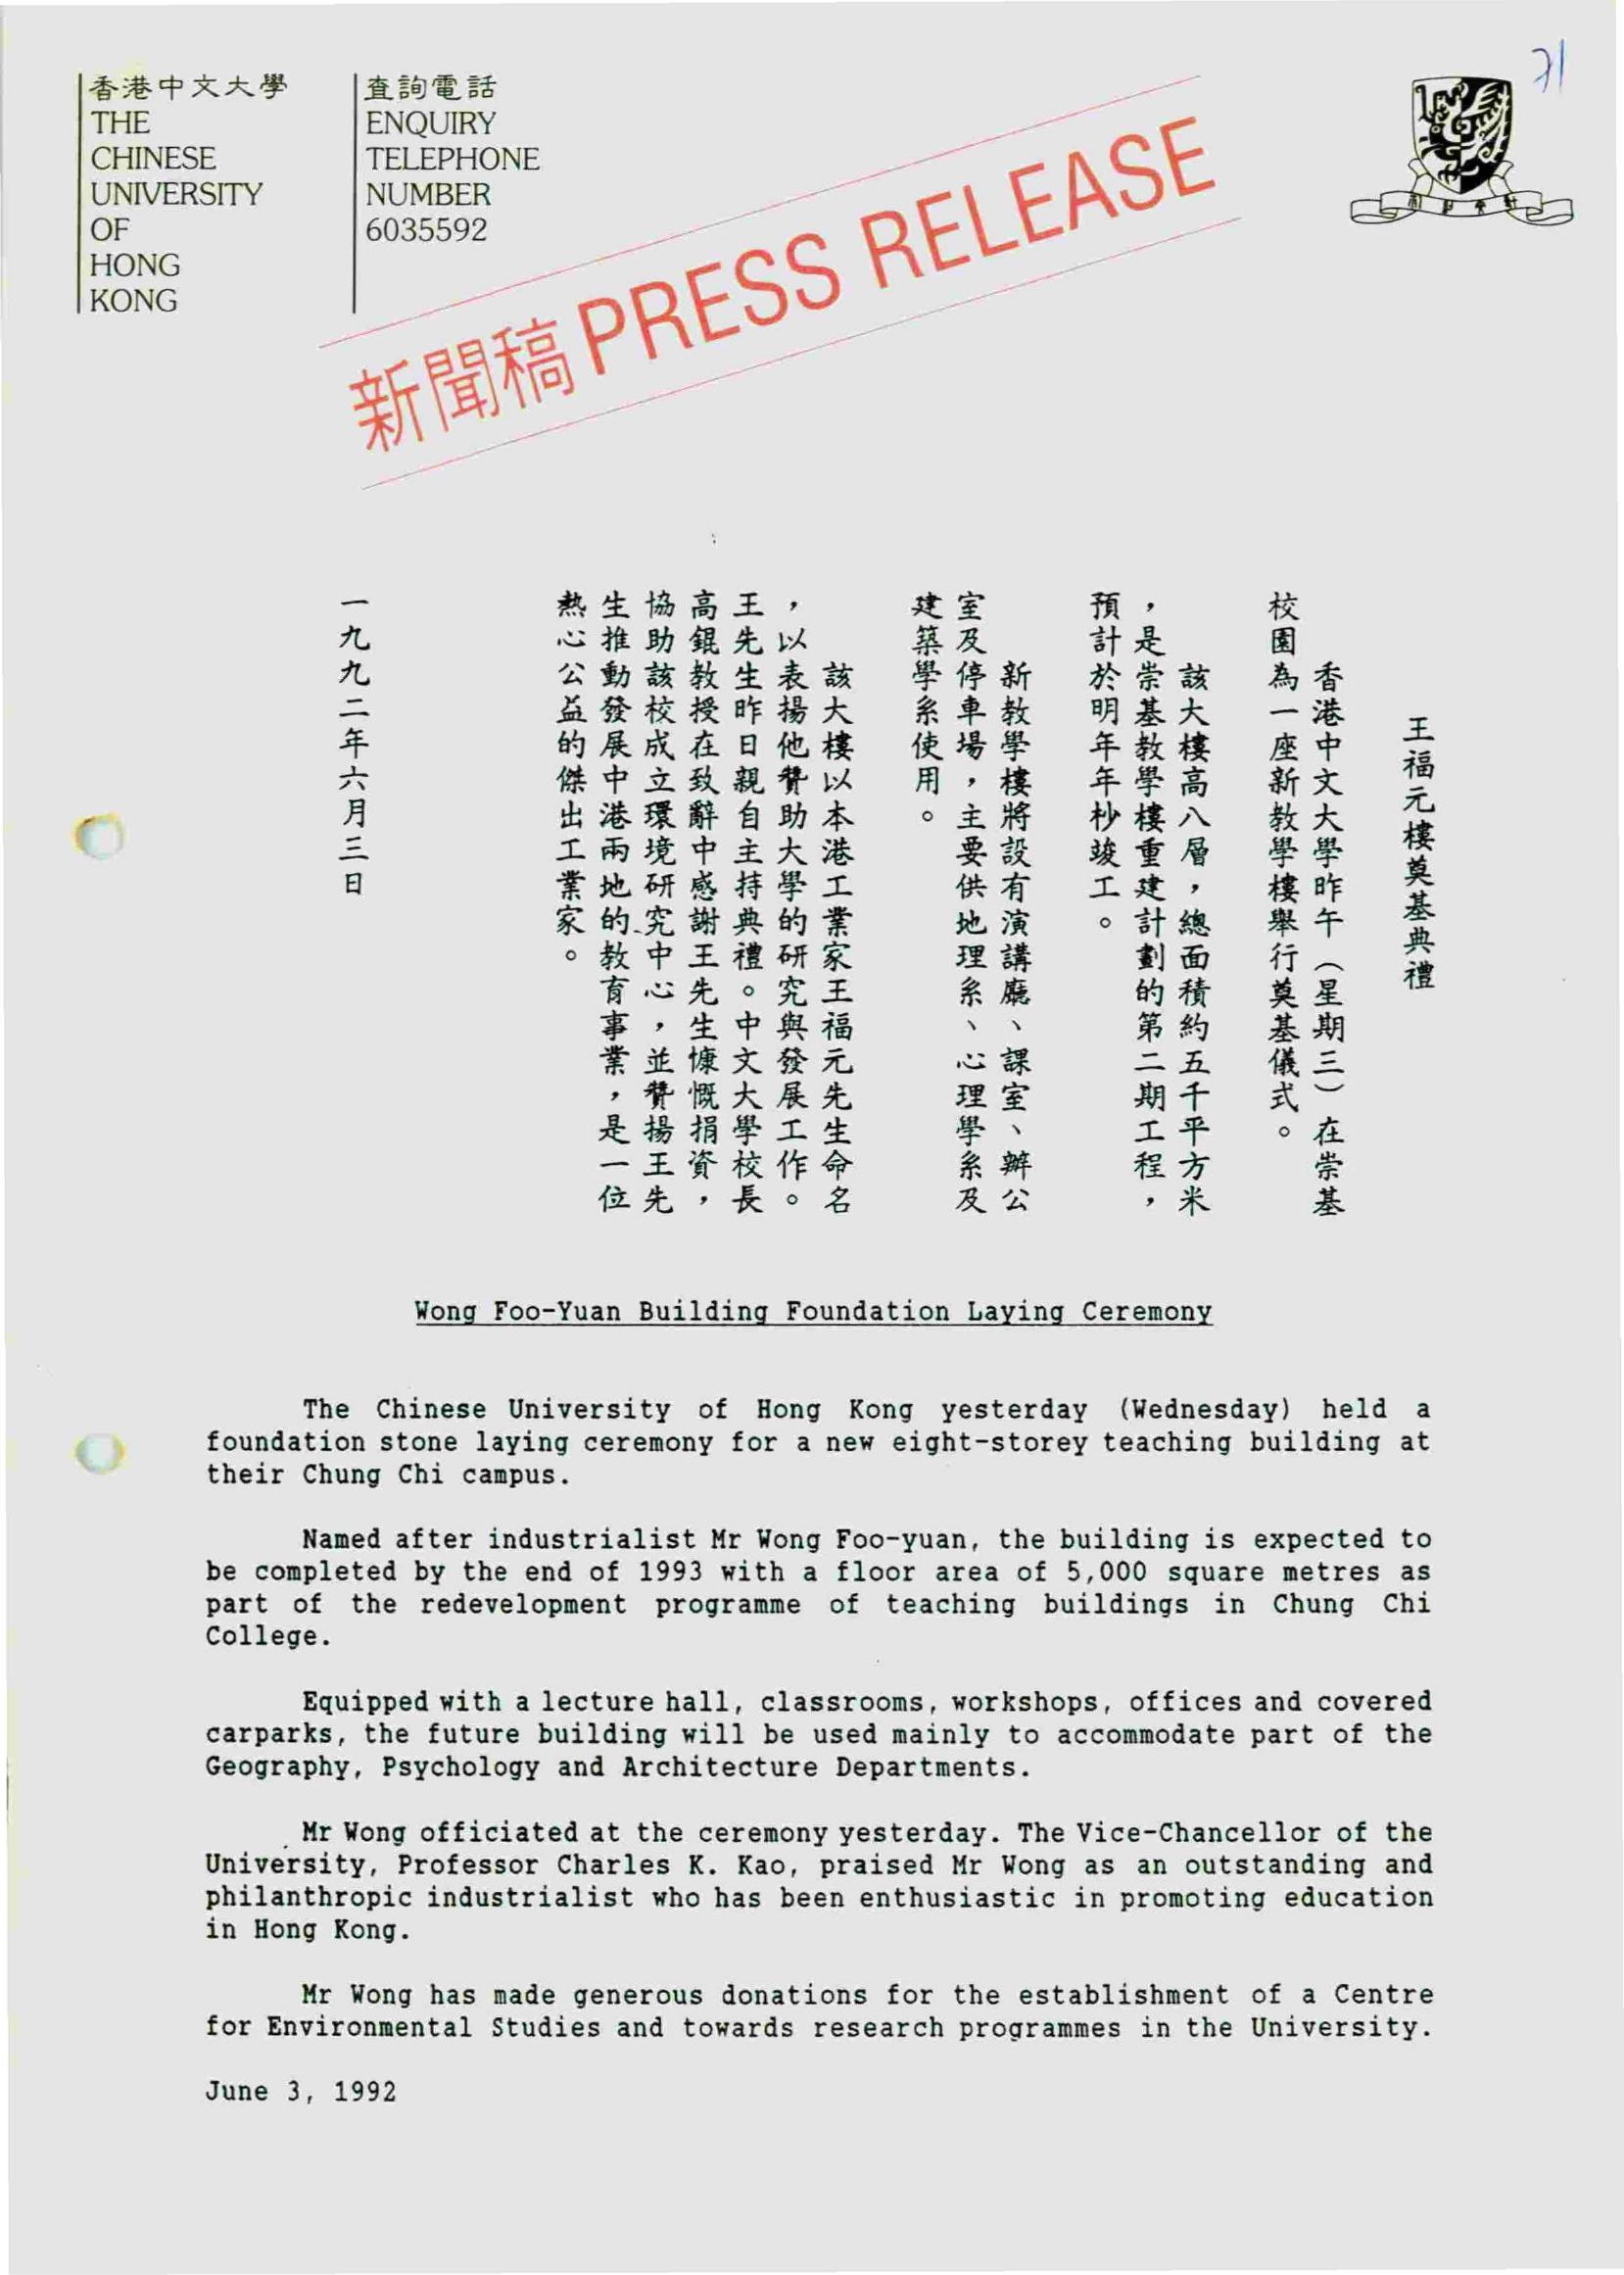 香港中文大學
THE
CHINESE
UNIVERSITY
OF
HONG
KONG
查詢電話
ENQUIRY
TELEPHONE
NUMBER
6035592
新聞稿 PRESS RELEASE
71
王福元樓奠基典禮
香港中文大學昨午（星期三）在崇基
校園為一座新教學樓舉行奠基儀式。
該大樓高八層，總面積約五千平方米
，是崇基教學樓重建計劃的第二期工程，
預計於明年年杪竣工。
新教學樓將設有演講廳、課室、辦公
室及停車場，主要供地理系、心理學系及
建築學系使用。
該大樓以本港工業家王福元先生命名
，以表揚他贊助大學的研究與發展工作。
王先生昨日親自主持典禮。中文大學校長
高錕教授在致辭中感謝王先生慷慨捐資，
協助該校成立環境研究中心，並贊揚王先
生推動發展中港兩地的教育事業，是一位
熱心公益的傑出工業家。
一九九二年六月三日
Wong Foo-Yuan Building Foundation Laying Ceremony
The Chinese University of Hong Kong yesterday (Wednesday) held a
foundation stone laying ceremony for a new eight-storey teaching building at
their Chung Chi campus.
Named after industrialist Mr Wong Foo-yuan, the building is expected to
be completed by the end of 1993 with a floor area of 5,000 square metres as
part of the redevelopment programme of teaching buildings in Chung Chi
College.
Equipped with a lecture hall, classrooms, workshops, offices and covered
carparks, the future building will be used mainly to accommodate part of the
Geography, Psychology and Architecture Departments.
Mr Wong officiated at the ceremony yesterday. The Vice-Chancellor of the
University, Professor Charles K. Kao, praised Mr Wong as an outstanding and
philanthropic industrialist who has been enthusiastic in promoting education
in Hong Kong.
Mr Wong has made generous donations for the establishment of a Centre
for Environmental Studies and towards research programmes in the University.
June 3, 1992